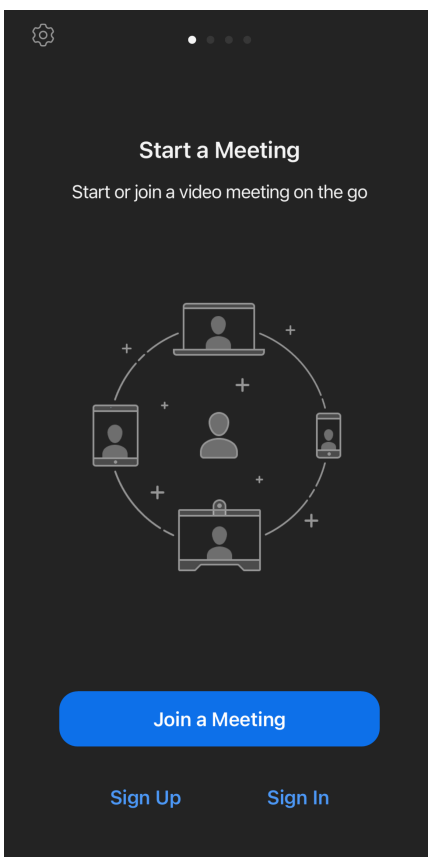 Start a Meeting
Start or join a video meeting on the go
Join a Meeting
Sign Up
Sign In